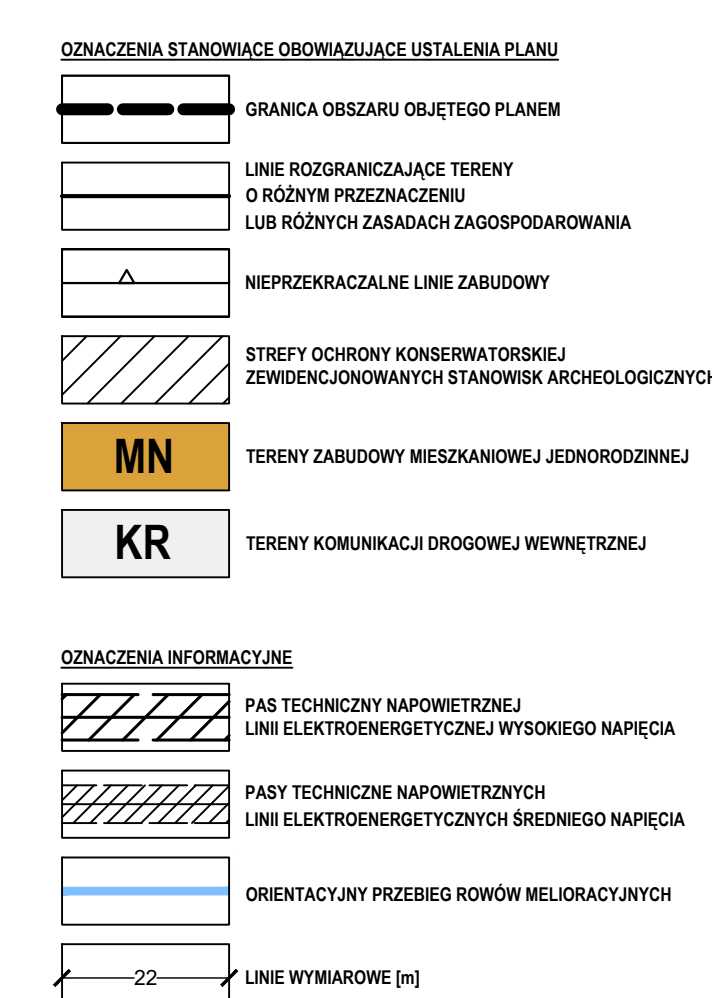 OZNACZENIA STANOWIĄCE OBOWIĄZUJĄCE USTALENIA PLANU
GRANICA OBSZARU OBJĘTEGO PLANEM
LINIE ROZGRANICZAJĄCE TERENY
O RÓŻNYM PRZEZNACZENIU
LUB RÓŻNYCH ZASADACH ZAGOSPODAROWANIA
NIEPRZEKRACZALNE LINIE ZABUDOWY
STREFY OCHRONY KONSERWATORSKIEJ
ZEWIDENCJONOWANYCH STANOWISK ARCHEOLOGICZNYCH
MN TERENY ZABUDOWY MIESZKANIOWEJ JEDNORODZINNEJ
KR TERENY KOMUNIKACJI DROGOWEJ WEWNĘTRZNEJ
OZNACZENIA INFORMACYJNE
PAS TECHNICZNY NAPOWIETRZNEJ
LINII ELEKTROENERGETYCZNEJ WYSOKIEGO NAPIĘCIA
PASY TECHNICZNE NAPOWIETRZNYCH
LINII ELEKTROENERGETYCZNYCH ŚREDNIEGO NAPIĘCIA
ORIENTACYJNY PRZEBIEG ROWÓW MELIORACYJNYCH
22 LINIE WYMIAROWE [m]